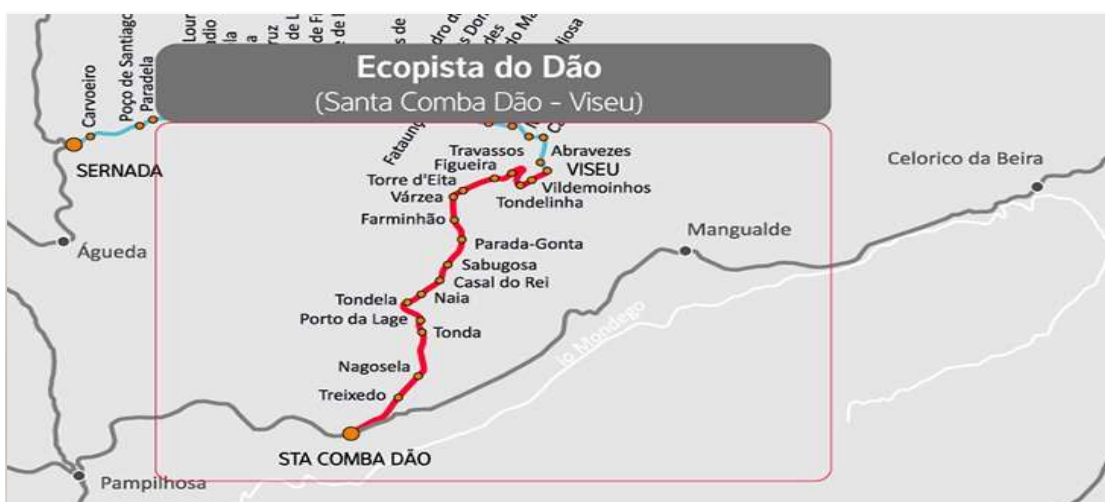 Ecopista do Dão
(Santa Comba Dão - Viseu)
Carvoeiro
Poço de Santiago
Paradela
SERNADA
Águeda
Travassos
Figueira
Torre d'Eita
Várzea
Farminhão
Abravezes
VISEU
Vildemoinhos
Tondelinha
Parada-Gonta
Sabugosa
Casal do Rei
Naia
Tondela
Porto da Lage
Tonda
Nagosela
Treixedo
STA COMBA DÃO
Pampilhosa
Mangualde
Celorico da Beira
io Mondego